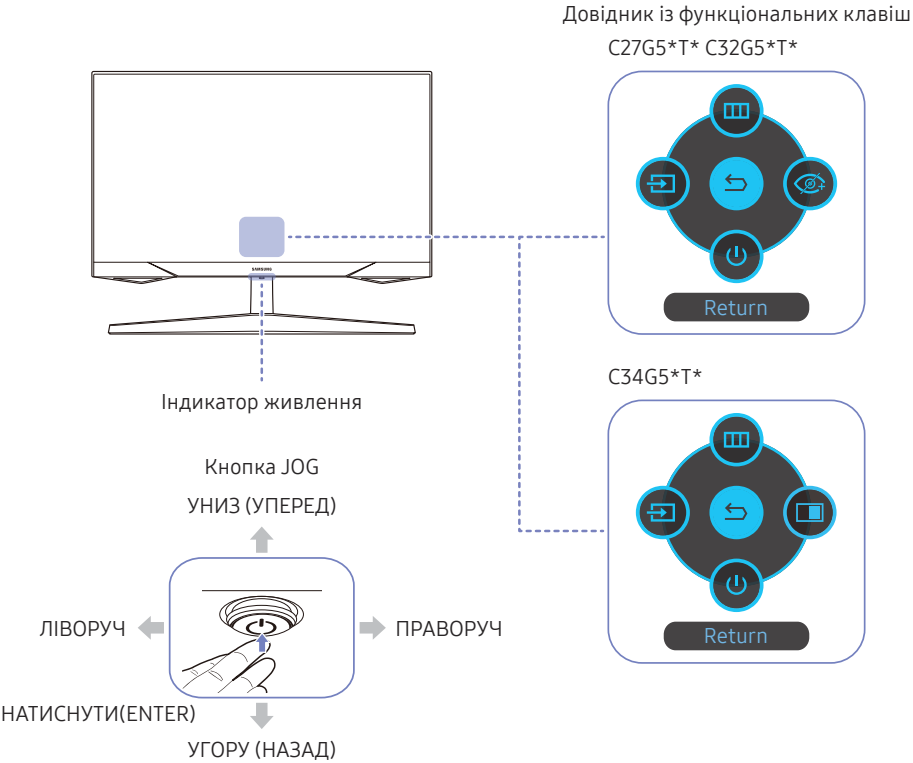 Довідник із функціональних клавіш
C27G5*T* C32G5*T*
SAMSUNG
Return
C34G5*T*
Індикатор живлення
Кнопка JOG
УНИЗ (УПЕРЕД)
ЛІВОРУЧ
ПРАВОРУЧ
Return
НАТИСНУТИ(ENTER)
УГОРУ (НАЗАД)